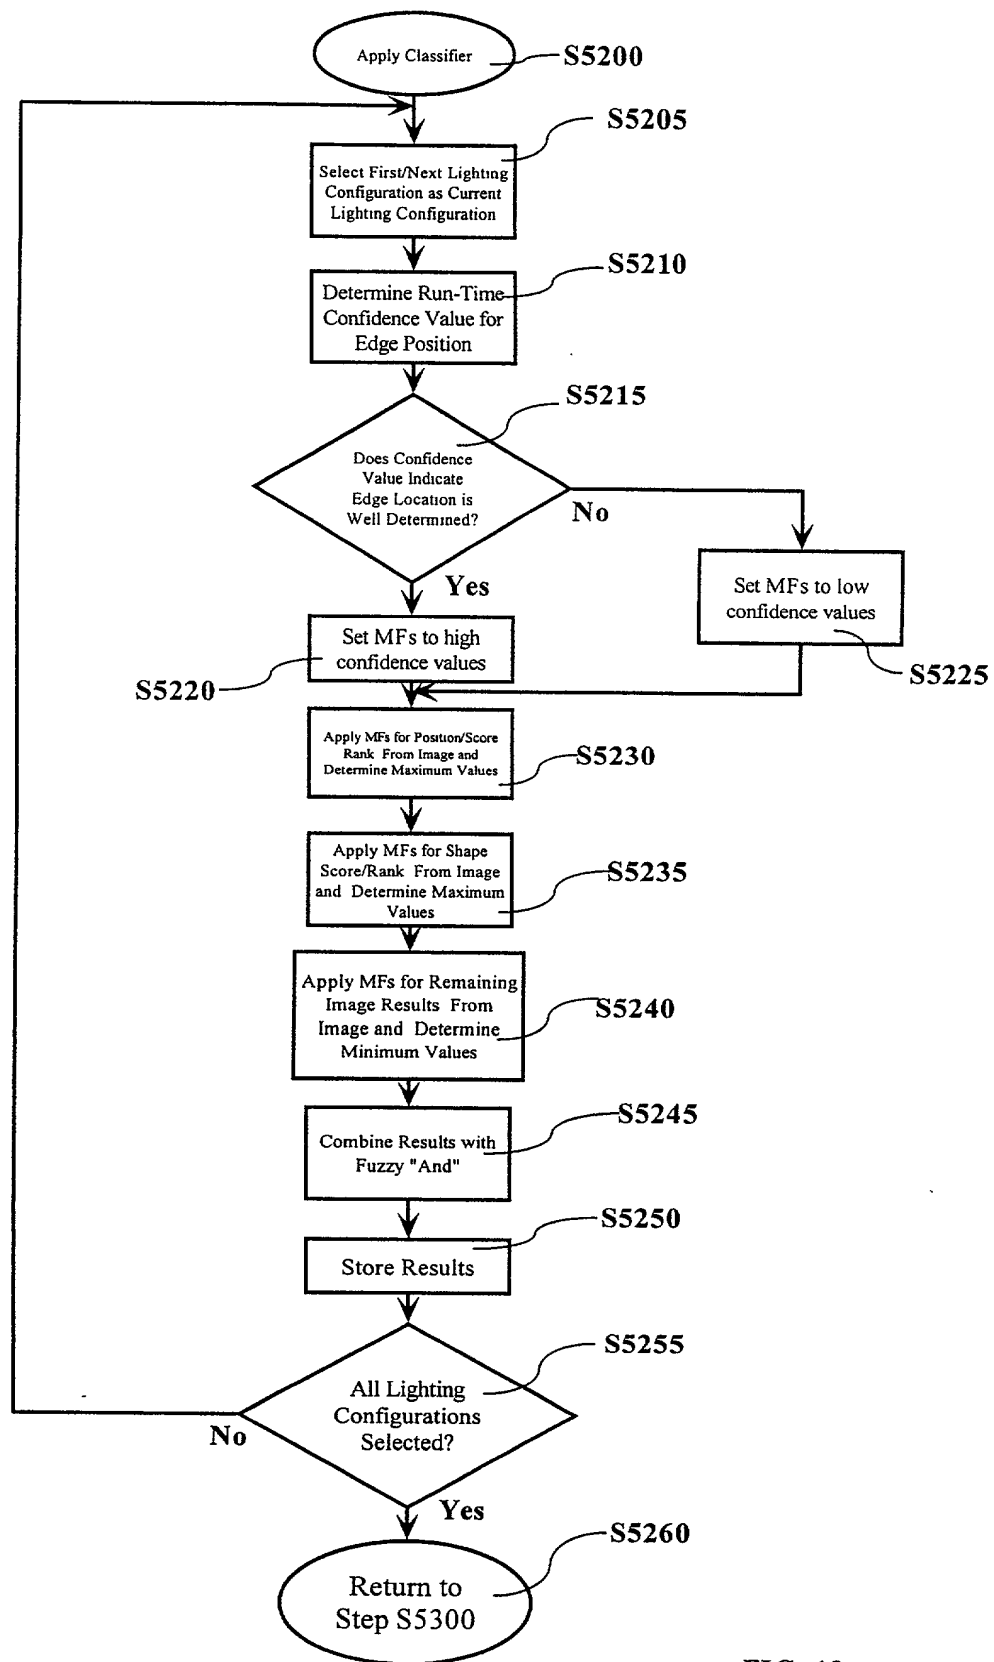 Apply Classifier
S5200
S5205
Select First/Next Lighting
Configuration as Current
Lighting Configuration
S5210
Determine Run-Time
Confidence Value for
Edge Position
S5215
Does Confidence
Value Indicate
Edge Location is
Well Determined?
No
Yes
Set MFs to low
confidence values
S5225
Set MFs to high
confidence values
S5220
Apply MFs for Position/Score
Rank From Image and
Determine Maximum Values
S5230
Apply MFs for Shape
Score/Rank From Image
and Determine Maximum
Values
S5235
Apply MFs for Remaining
Image Results From
Image and Determine
Minimum Values
S5240
S5245
Combine Results with
Fuzzy "And"
S5250
Store Results
S5255
All Lighting
Configurations
Selected?
No
Yes
S5260
Return to
Step S5300